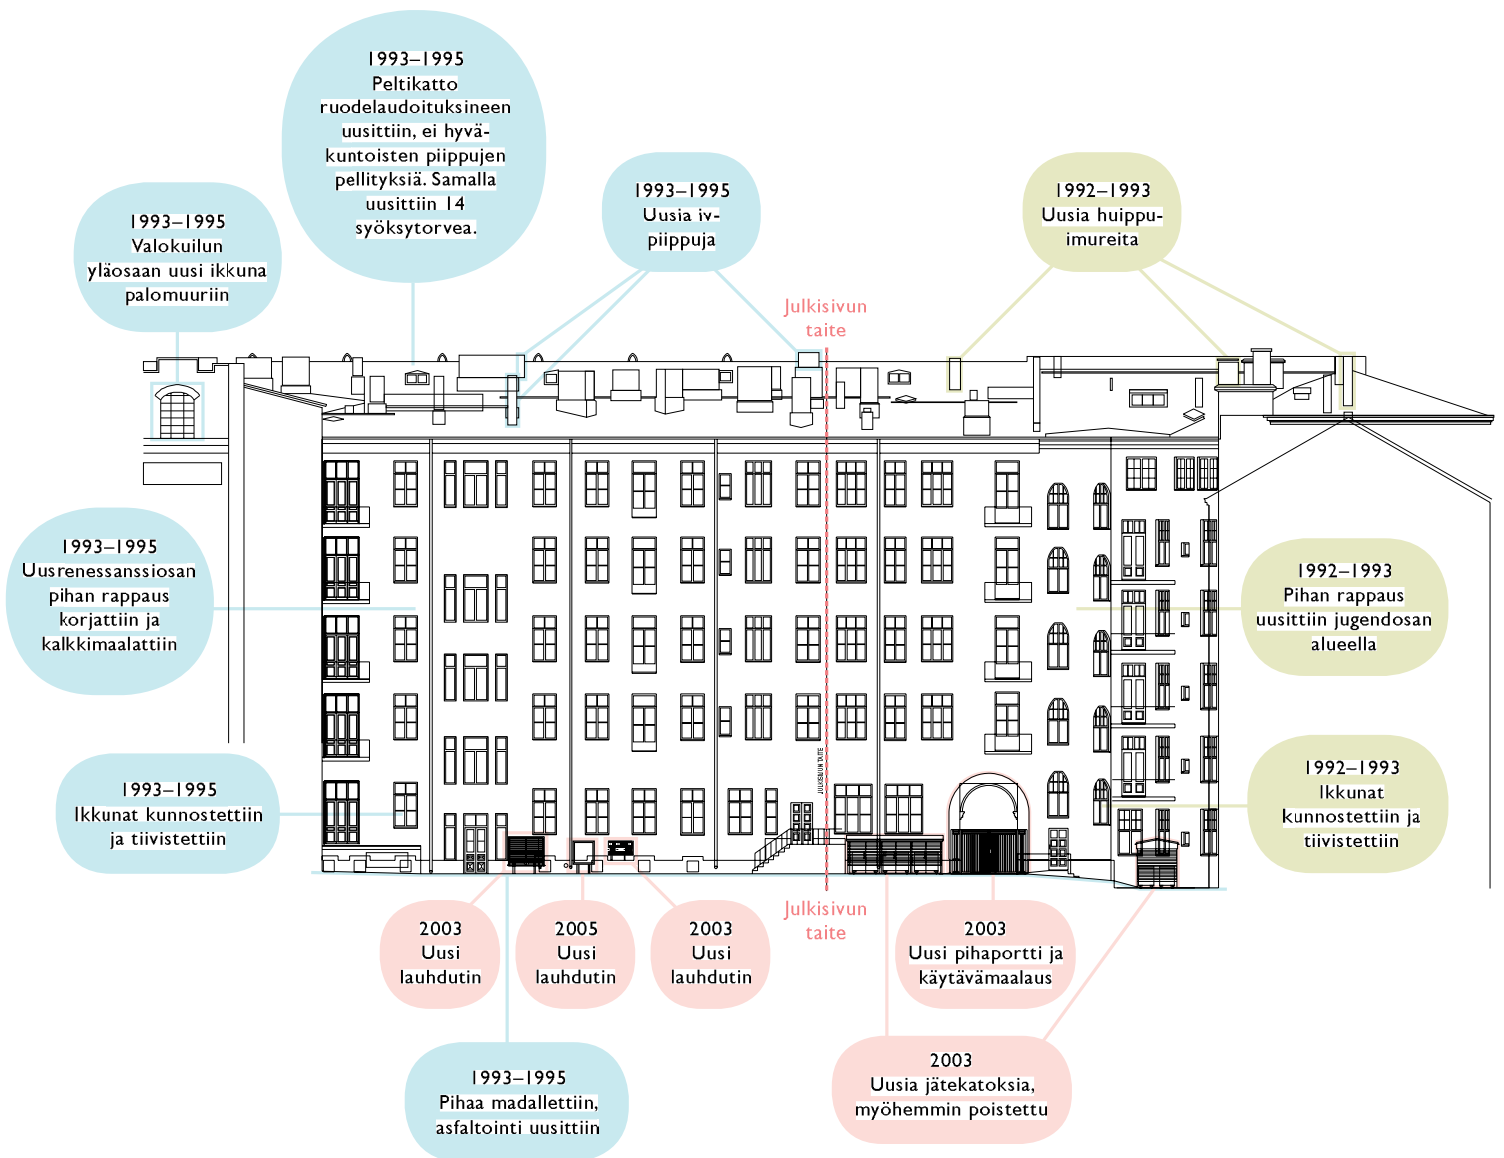 1993–1995
Peltikatto
ruodelaudoituksineen
uusittiin, ei hyvä-
kuntoisten piippujen
pellityksiä. Samalla
uusittiin 14
syöksytorvea.
1993–1995
Uusia iv-
piippuja
1992–1993
Uusia huippu-
imureita
1993–1995
Valokuilun
yläosaan uusi ikkuna
palomuuriin
Julkisivun
taite
1993–1995
Uusrenessanssiosan
pihan rappaus
korjattiin ja
kalkkimaalattiin
1992–1993
Pihan rappaus
uusittiin jugendosan
alueella
JULKISIVUN TAITE
1993–1995
Ikkunat kunnostettiin
ja tiivistettiin
1992–1993
Ikkunat
kunnostettiin ja
tiivistettiin
2003
Uusi
lauhdutin
2005
Uusi
lauhdutin
2003
Uusi
lauhdutin
Julkisivun
taite
2003
Uusi pihaportti ja
käytävämaalaus
1993–1995
Pihaa madallettiin,
asfaltointi uusittiin
2003
Uusia jätekatoksia,
myöhemmin poistettu